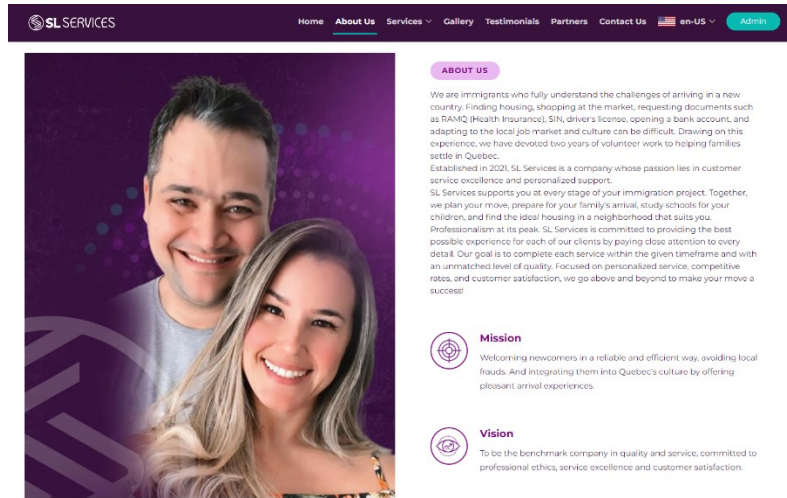 SL SERVICES
Home About Us Services Gallery Testimonials Partners Contact Us en-US Admin
ABOUT US
We are immigrants who fully understand the challenges of arriving in a new
country. Finding housing, shopping at the market, requesting documents such
as RAMQ (Health Insurance), SIN, driver's license, opening a bank account, and
adapting to the local job market and culture can be difficult. Drawing on this
experience, we have devoted two years of volunteer work to helping families
settle in Quebec.
Established in 2021, SL Services is a company whose passion lies in customer
service excellence and personalized support.
SL Services supports you at every stage of your immigration project. Together,
we plan your move, prepare for your family's arrival, study schools for your
children, and find the ideal housing in a neighborhood that suits you.
Professionalism at its peak. SL Services is committed to providing the best
possible experience for each of our clients by paying close attention to every
detail. Our goal is to complete each service within the given timeframe and with
an unmatched level of quality. Focused on personalized service, competitive
rates, and customer satisfaction, we go above and beyond to make your move a
success!
Mission
Welcoming newcomers in a reliable and efficient way, avoiding local
frauds. And integrating them into Quebec's culture by offering
pleasant arrival experiences.
Vision
To be the benchmark company in quality and service, committed to
professional ethics, service excellence and customer satisfaction.